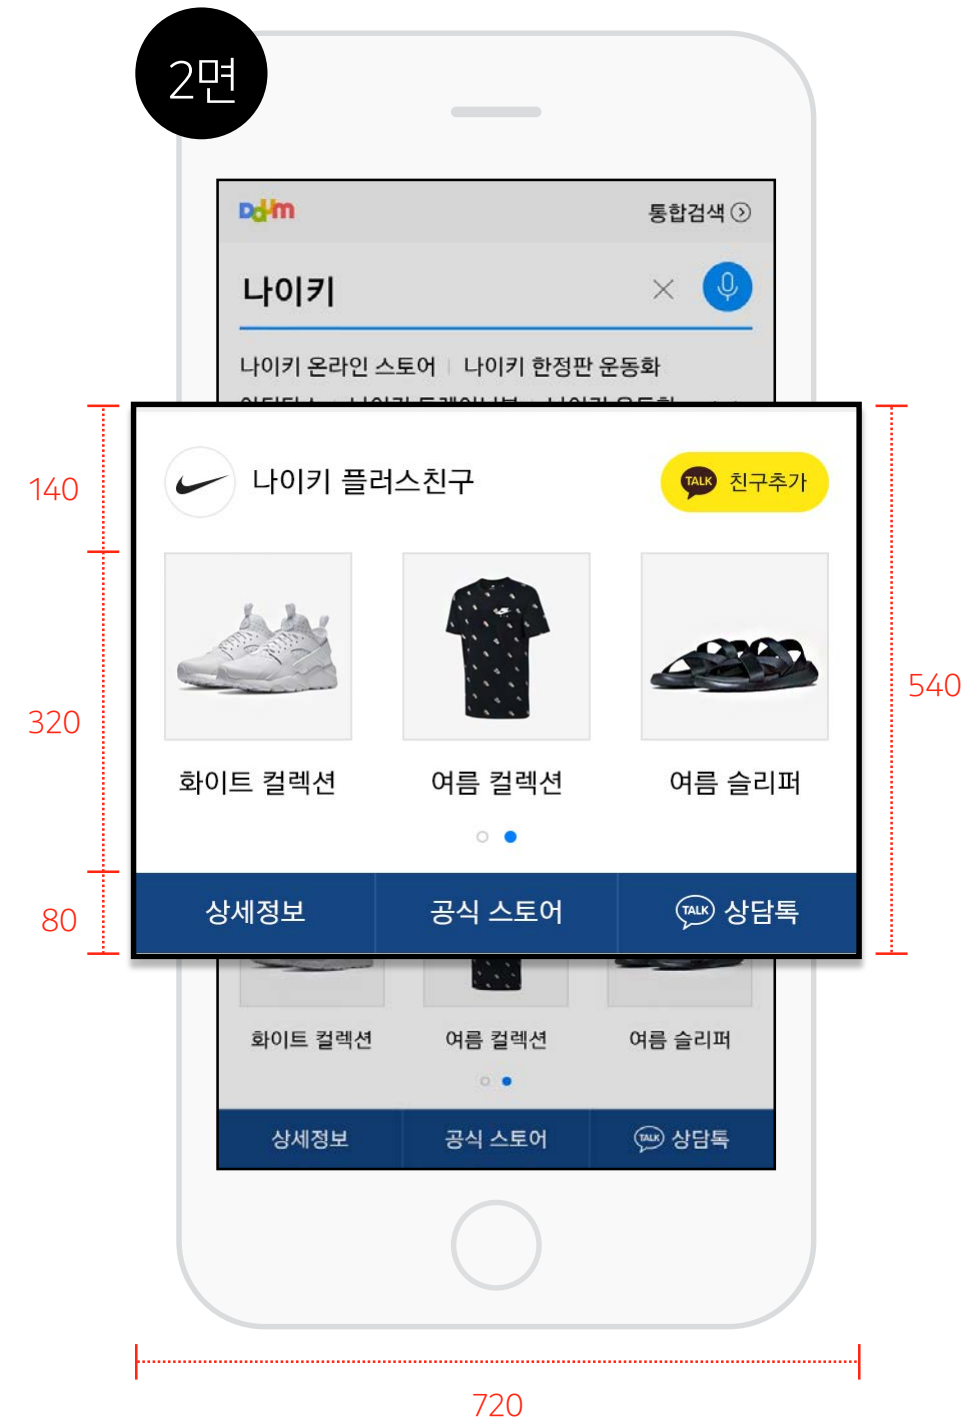 2면
Daum
통합검색
나이키
나이키 온라인 스토어 | 나이키 한정판 운동화
140
나이키 플러스친구
TALK 친구추가
320
540
화이트 컬렉션 여름 컬렉션 여름 슬리퍼
80
상세정보 공식 스토어 TALK 상담톡
화이트 컬렉션 여름 컬렉션 여름 슬리퍼
상세정보 공식 스토어 TALK 상담톡
720